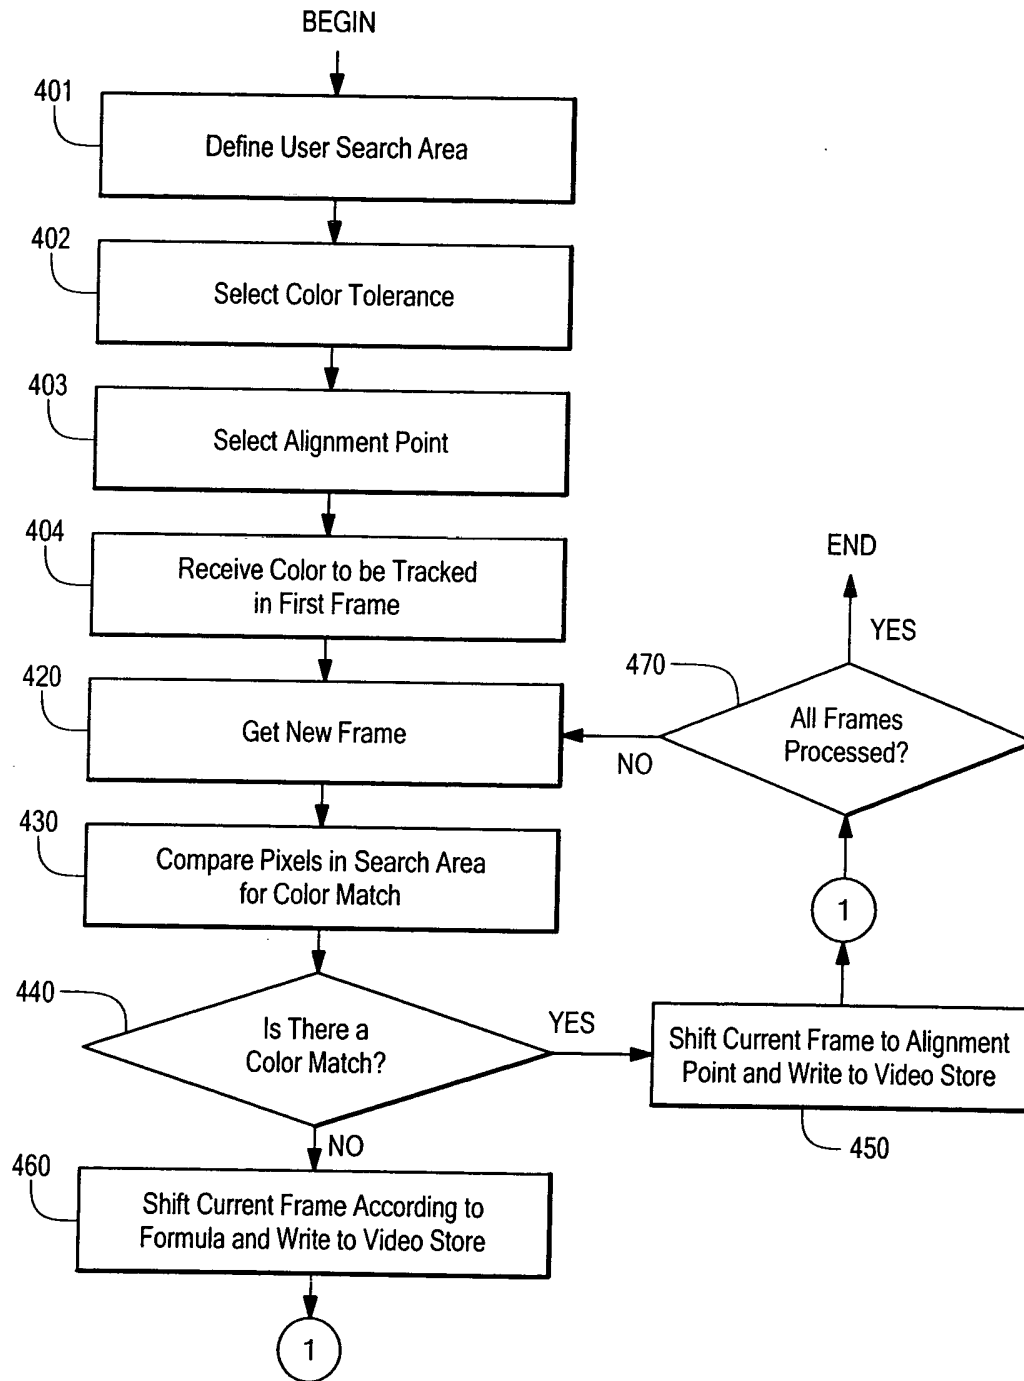 BEGIN
401
Define User Search Area
402
Select Color Tolerance
403
Select Alignment Point
404
Receive Color to be Tracked
in First Frame
END
YES
470
All Frames
Processed?
NO
420
Get New Frame
430
Compare Pixels in Search Area
for Color Match
1
440
Is There a
Color Match?
YES
Shift Current Frame to Alignment
Point and Write to Video Store
450
NO
460
Shift Current Frame According to
Formula and Write to Video Store
1